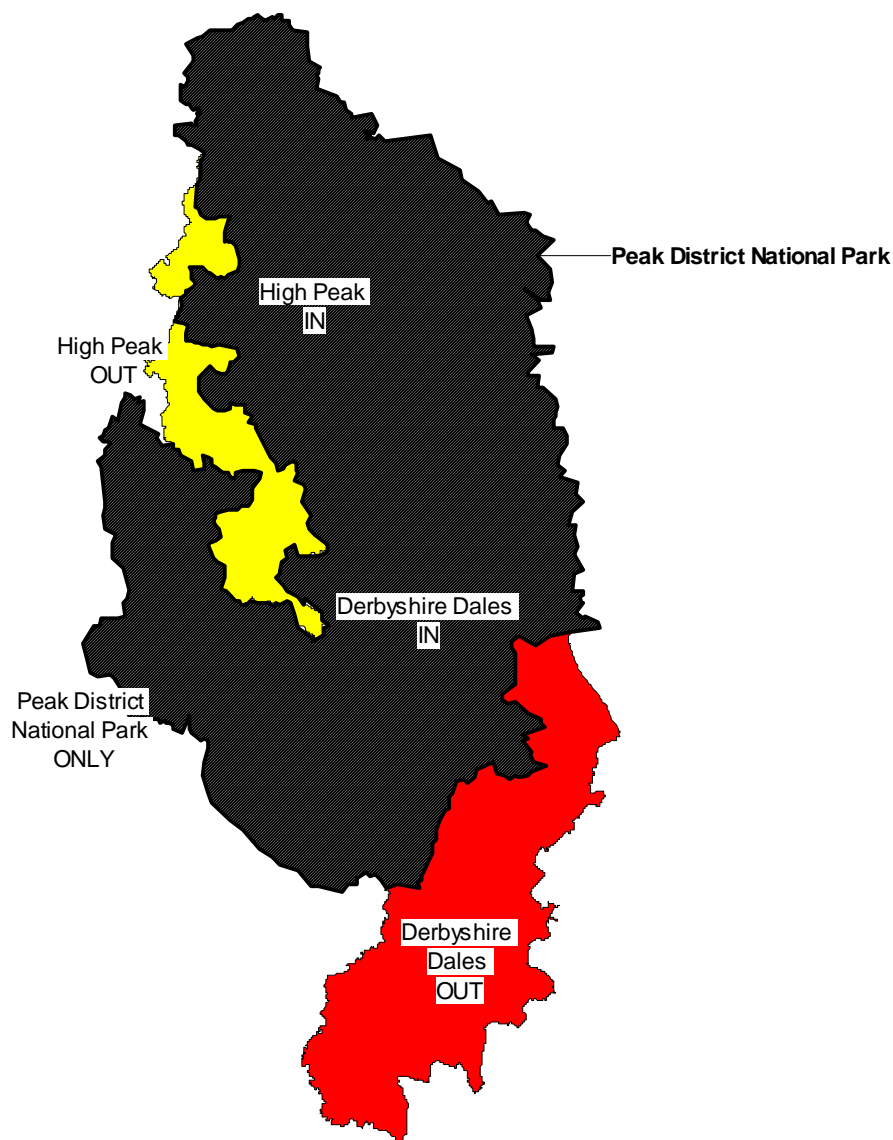 Peak District National Park
High Peak
IN
High Peak
OUT
Derbyshire Dales
IN
Peak District
National Park
ONLY
Derbyshire
Dales
OUT